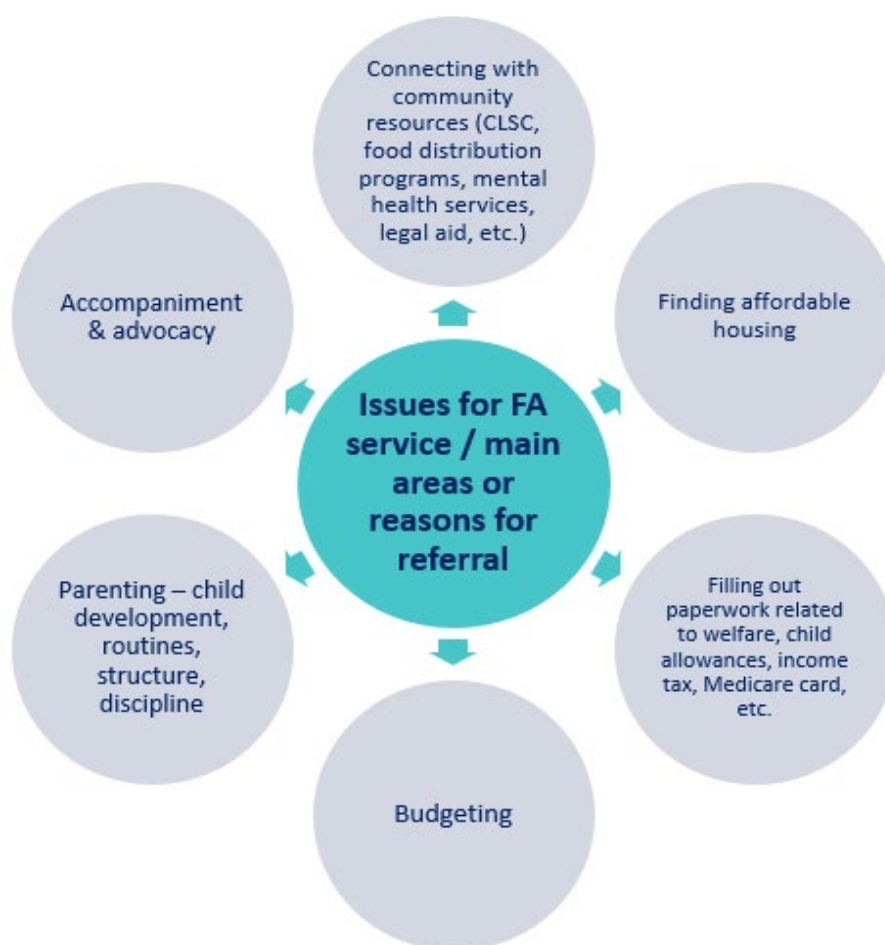 Connecting with
community
resources (CLSC,
food distribution
programs, mental
health services,
legal aid, etc.)
Accompaniment
& advocacy
Finding affordable
housing
Issues for FA
service / main
areas or
reasons for
referral
Parenting – child
development,
routines,
structure,
discipline
Filling out
paperwork related
to welfare, child
allowances, income
tax, Medicare card,
etc.
Budgeting